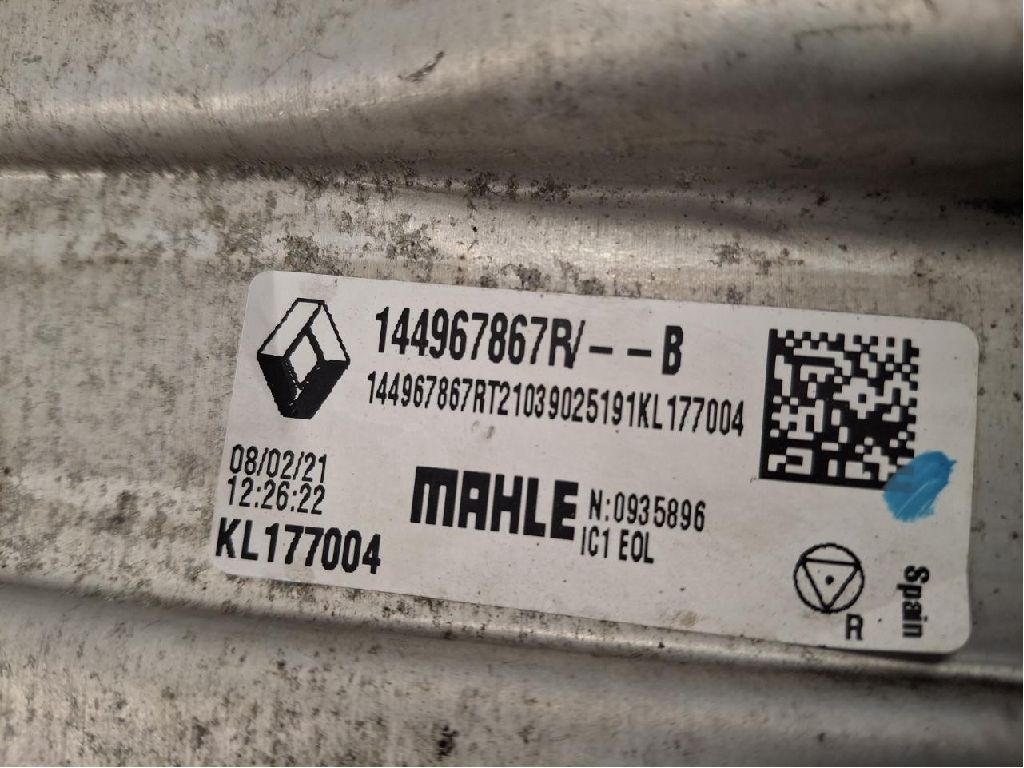 144967867R/--B
144967867RT21039025191KL177004
08/02/21
12:26:22
KL177004
MAHLE
N:0935896
IC1 EOL
R
Spain